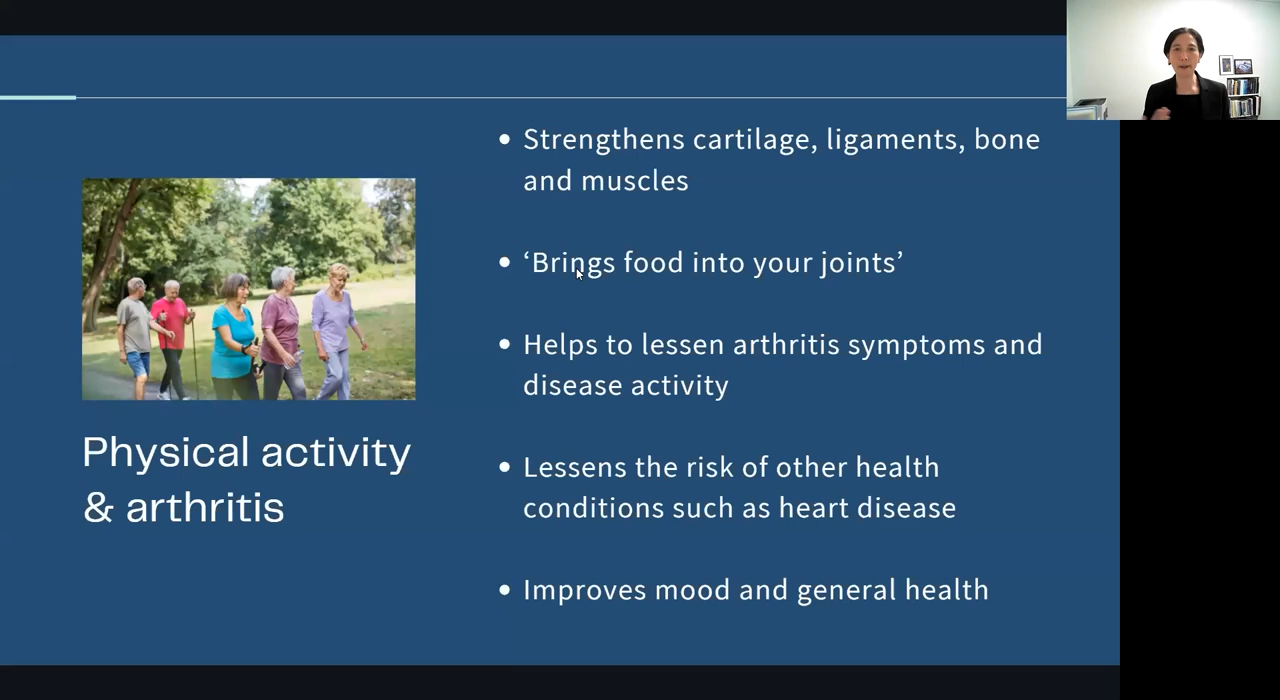 Strengthens cartilage, ligaments, bone
and muscles
‘Brings food into your joints’
Helps to lessen arthritis symptoms and
disease activity
Lessens the risk of other health
conditions such as heart disease
Improves mood and general health
Physical activity
& arthritis